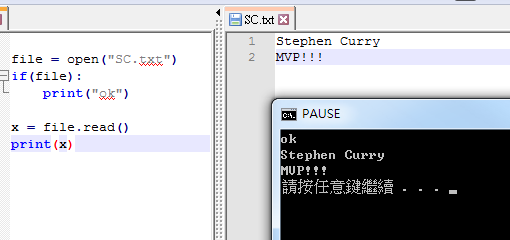 file = open("SC.txt")
if(file):
    print("ok")
x = file.read()
print(x)
SC.txt
1 Stephen Curry
2 MVP!!!
PAUSE
ok
Stephen Curry
MVP!!!
請按任意鍵繼續 . . .